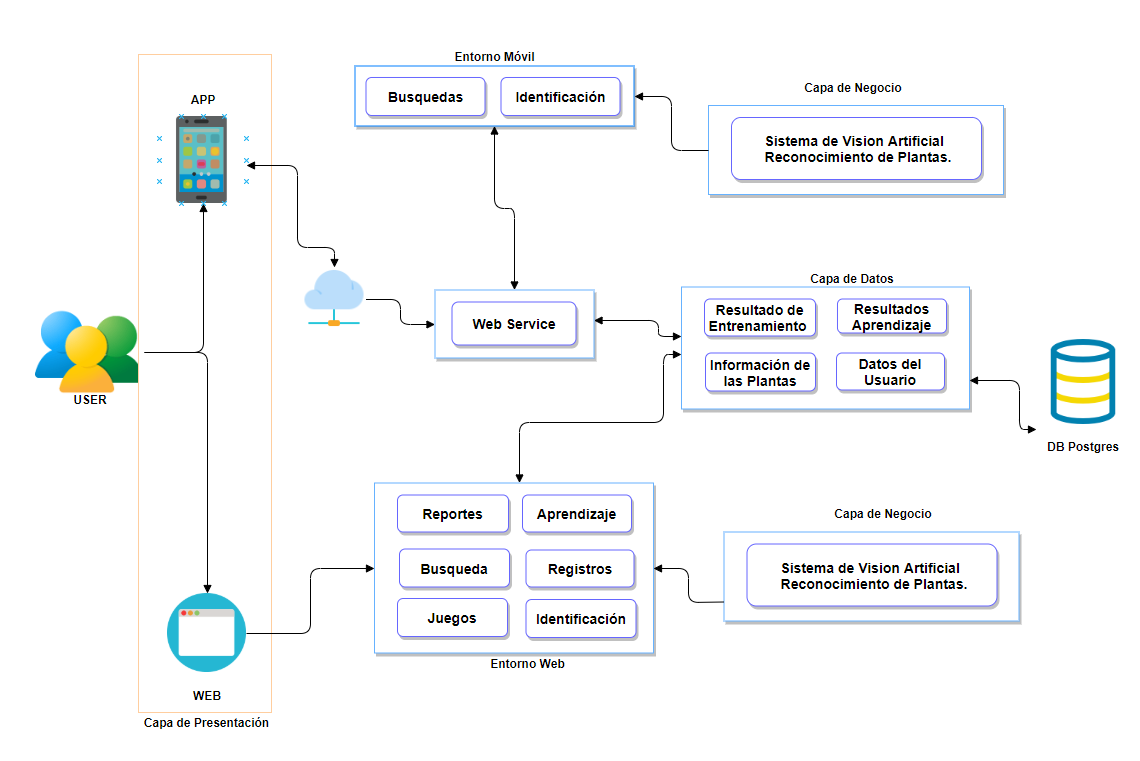 Entorno Móvil
Busquedas
Identificación
Capa de Negocio
Sistema de Vision Artificial
Reconocimiento de Plantas.
APP
USER
WEB
Capa de Presentación
Web Service
Capa de Datos
Resultado de
Entrenamiento
Resultados
Aprendizaje
Información de
las Plantas
Datos del
Usuario
DB Postgres
Reportes
Aprendizaje
Busqueda
Registros
Juegos
Identificación
Entorno Web
Capa de Negocio
Sistema de Vision Artificial
Reconocimiento de Plantas.